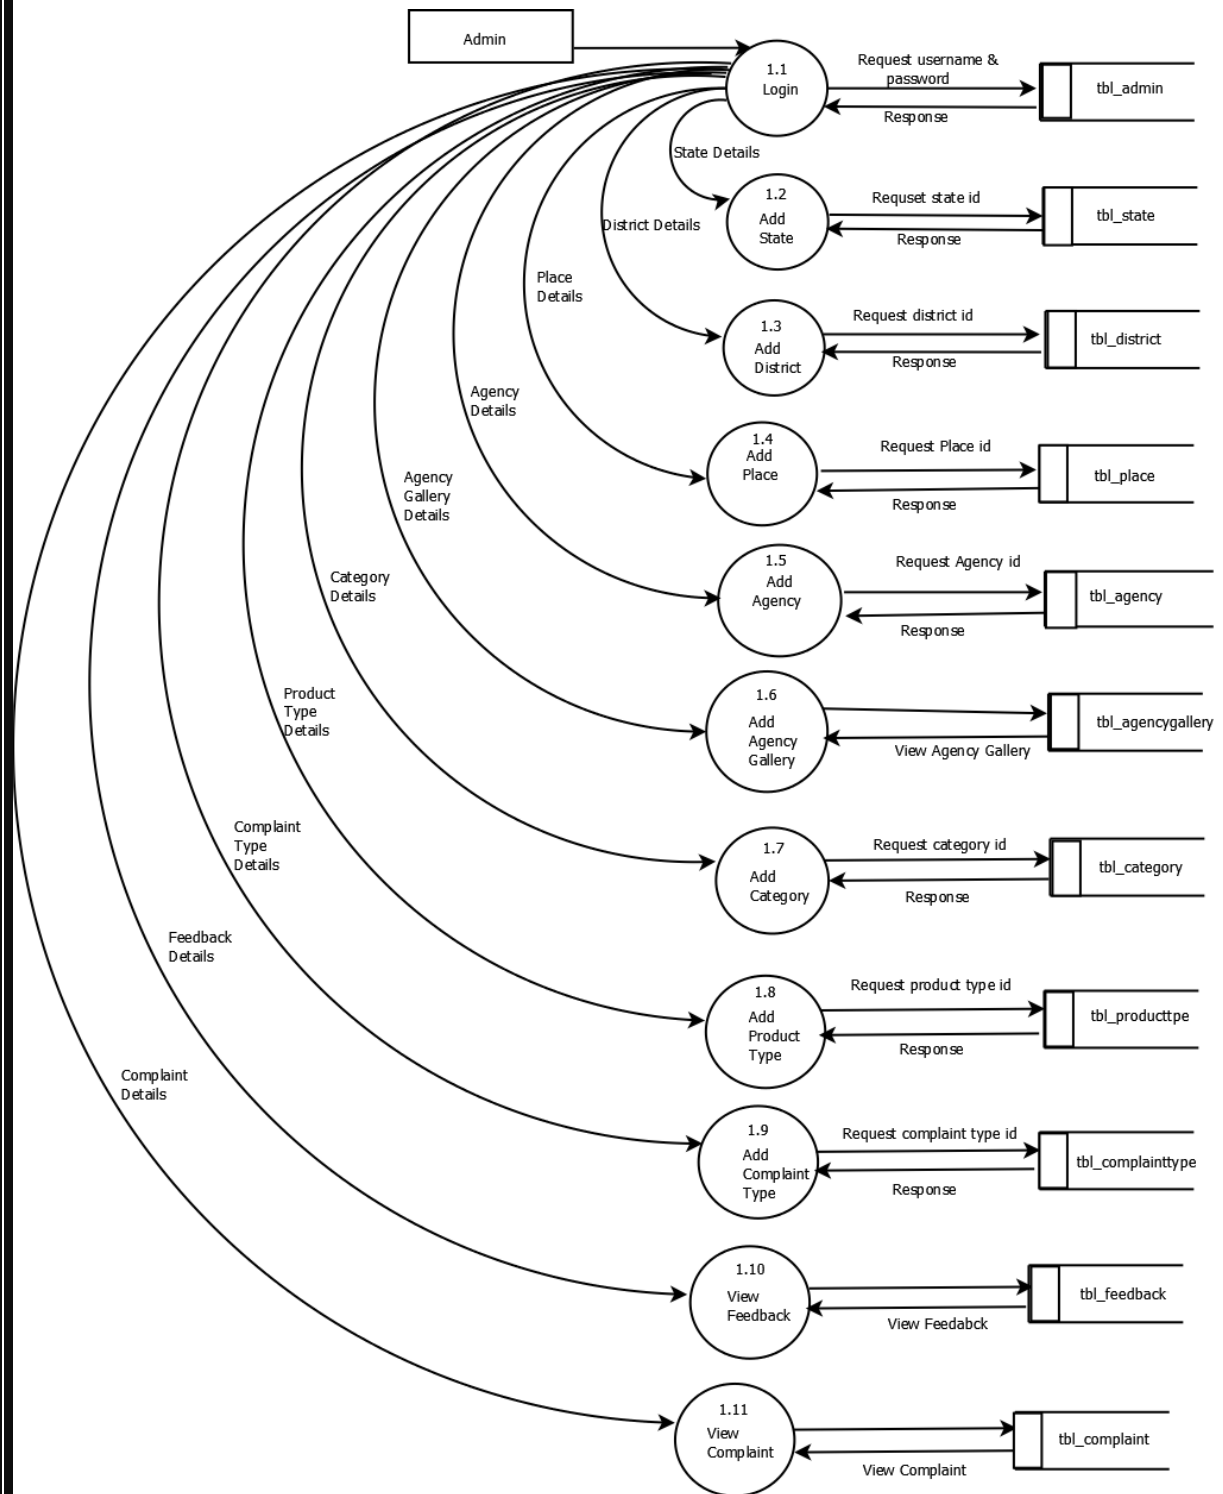 Admin
1.1
Login
Request username &
password
Response
tbl_admin
State Details
1.2
Add
State
Requset state id
Response
tbl_state
District Details
1.3
Add
District
Request district id
Response
tbl_district
Place
Details
1.4
Add
Place
Request Place id
Response
tbl_place
Agency
Details
1.5
Add
Agency
Request Agency id
Response
tbl_agency
Agency
Gallery
Details
1.6
Add
Agency
Gallery
View Agency Gallery
tbl_agencygallery
Category
Details
1.7
Add
Category
Request category id
Response
tbl_category
Product
Type
Details
1.8
Add
Product
Type
Request product type id
Response
tbl_producttpe
Complaint
Type
Details
1.9
Add
Complaint
Type
Request complaint type id
Response
tbl_complainttype
Feedback
Details
1.10
View
Feedback
View Feedabck
tbl_feedback
Complaint
Details
1.11
View
Complaint
View Complaint
tbl_complaint